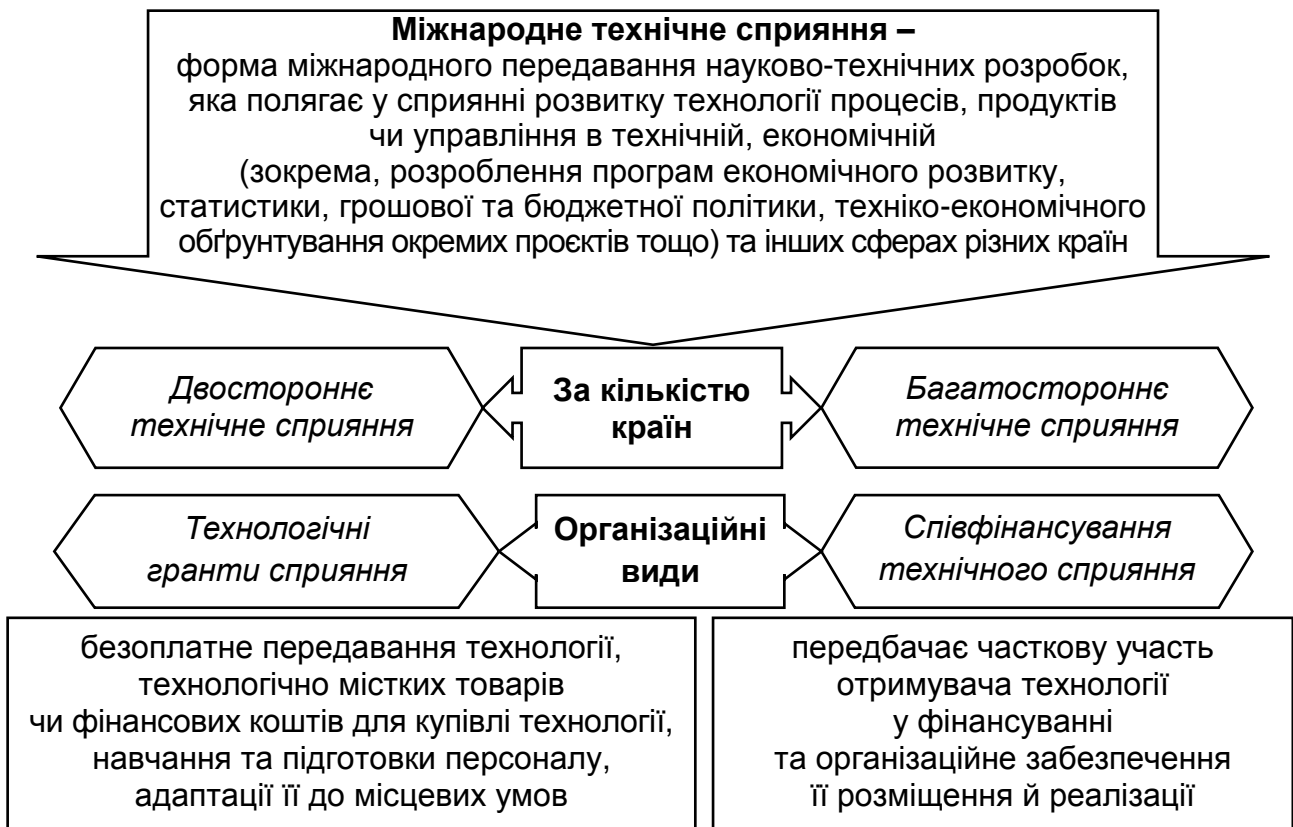 Міжнародне технічне сприяння –
форма міжнародного передавання науково-технічних розробок,
яка полягає у сприянні розвитку технології процесів, продуктів
чи управління в технічній, економічній
(зокрема, розроблення програм економічного розвитку,
статистики, грошової та бюджетної політики, техніко-економічного
обґрунтування окремих проєктів тощо) та інших сферах різних країн
Двостороннє
технічне сприяння
За кількістю
країн
Багатостороннє
технічне сприяння
Технологічні
гранти сприяння
Організаційні
види
Співфінансування
технічного сприяння
безоплатне передавання технології,
технологічно містких товарів
чи фінансових коштів для купівлі технології,
навчання та підготовки персоналу,
адаптації її до місцевих умов
передбачає часткову участь
отримувача технології
у фінансуванні
та організаційне забезпечення
її розміщення й реалізації